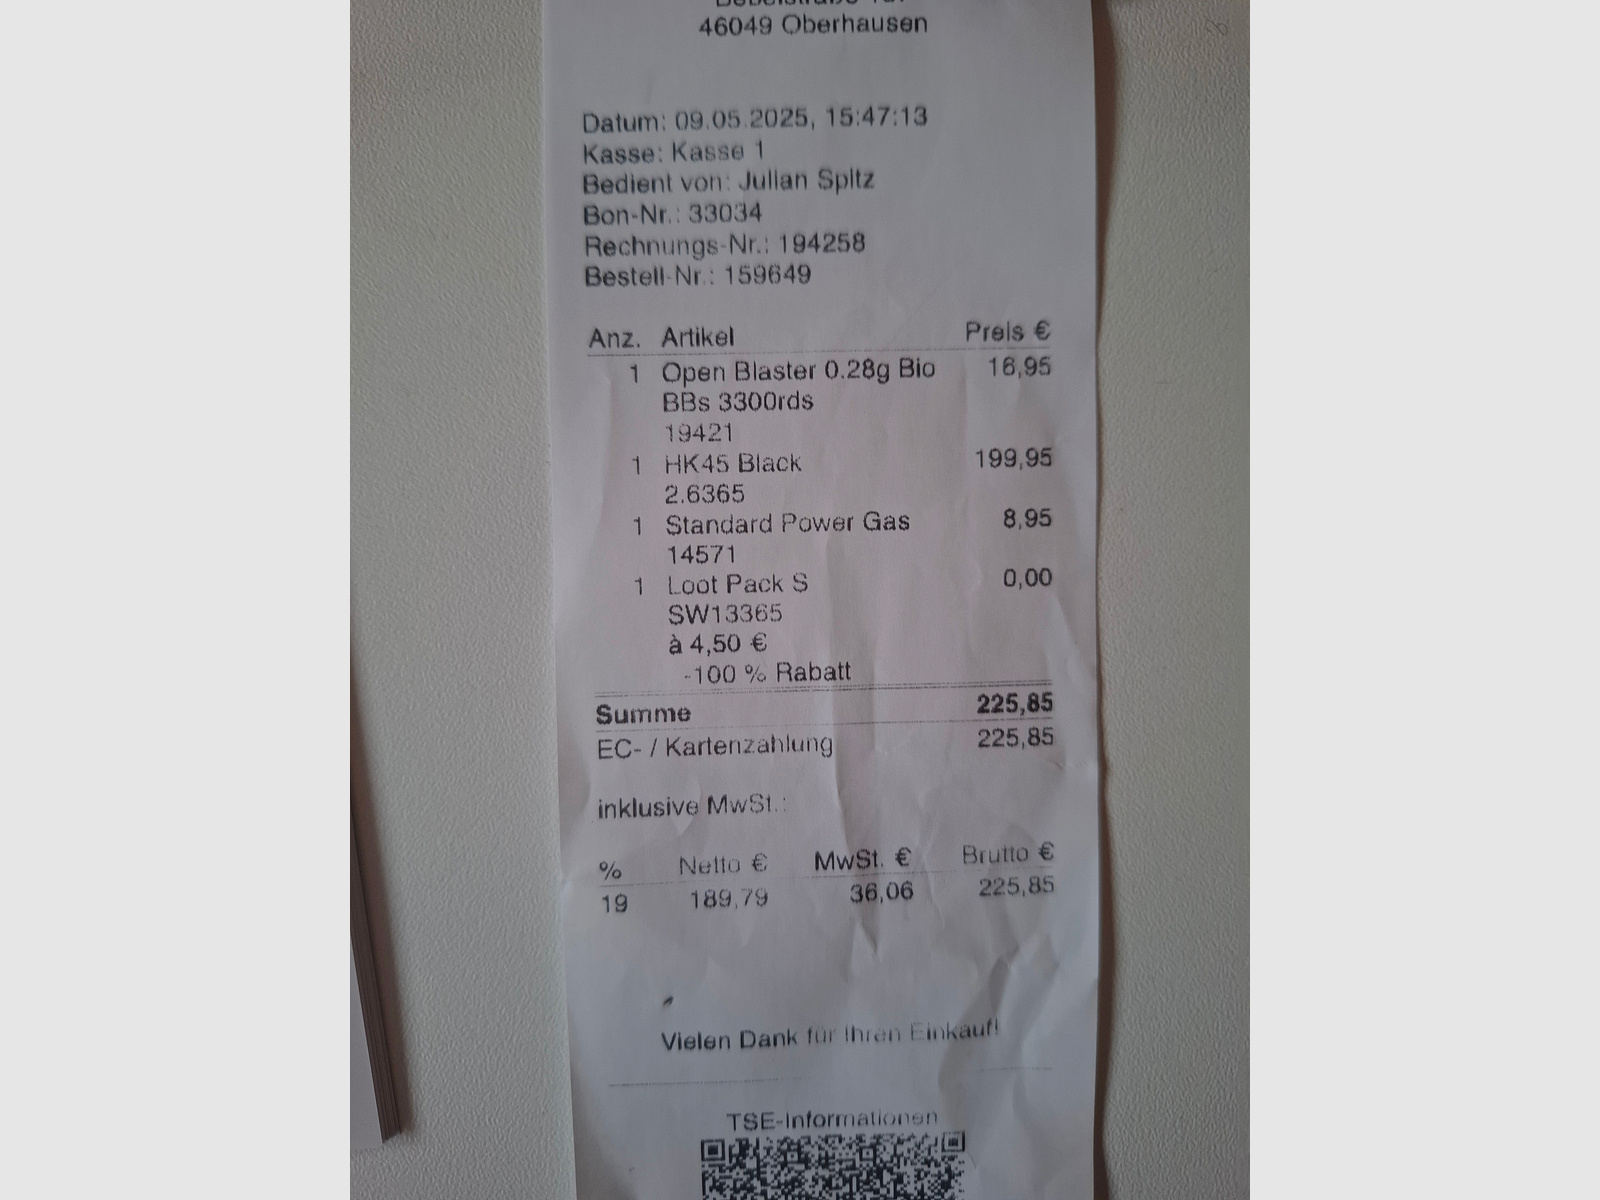 46049 Oberhausen
Datum: 09.05.2025, 15:47:13
Kasse: Kasse 1
Bedient von: Julian Spitz
Bon-Nr.: 33034
Rechnungs-Nr.: 194258
Bestell-Nr.: 159649
Anz. Artikel Preis €
1 Open Blaster 0.28g Bio 16,95
BBs 3300rds
19421
1 HK45 Black 199,95
2.6365
1 Standard Power Gas 8,95
14571
1 Loot Pack S 0,00
SW13365
à 4,50 €
-100 % Rabatt
Summe 225,85
EC- / Kartenzahlung 225,85
inklusive MwSt.:
% Netto € MwSt. € Brutto €
19 189,79 36,06 225,85
Vielen Dank für Ihren Einkauf!
TSE-Informationen